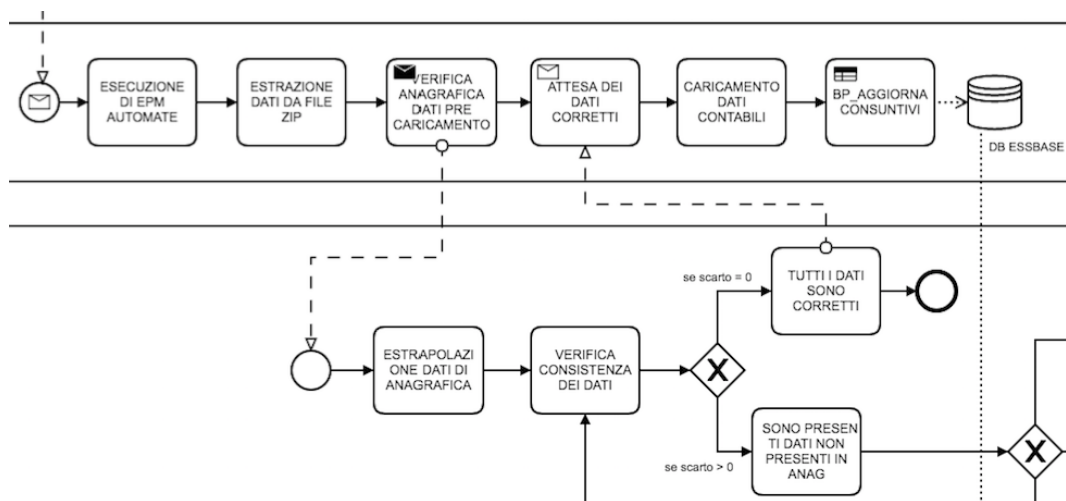 ESECUZIONE
DI EPM
AUTOMATE
ESTRAZIONE
DATI DA FILE
ZIP
VERIFICA
ANAGRAFICA
DATI PRE
CARICAMENTO
ATTESA DEI
DATI
CORRETTI
CARICAMENTO
DATI
CONTABILI
BP_AGGIORNA
CONSUNTIVI
DB ESSBASE
se scarto = 0
TUTTI I DATI
SONO
CORRETTI
ESTRAPOLAZI
ONE DATI DI
ANAGRAFICA
VERIFICA
CONSISTENZA
DEI DATI
X
se scarto > 0
SONO PRESEN
TI DATI NON
PRESENTI IN
ANAG
X